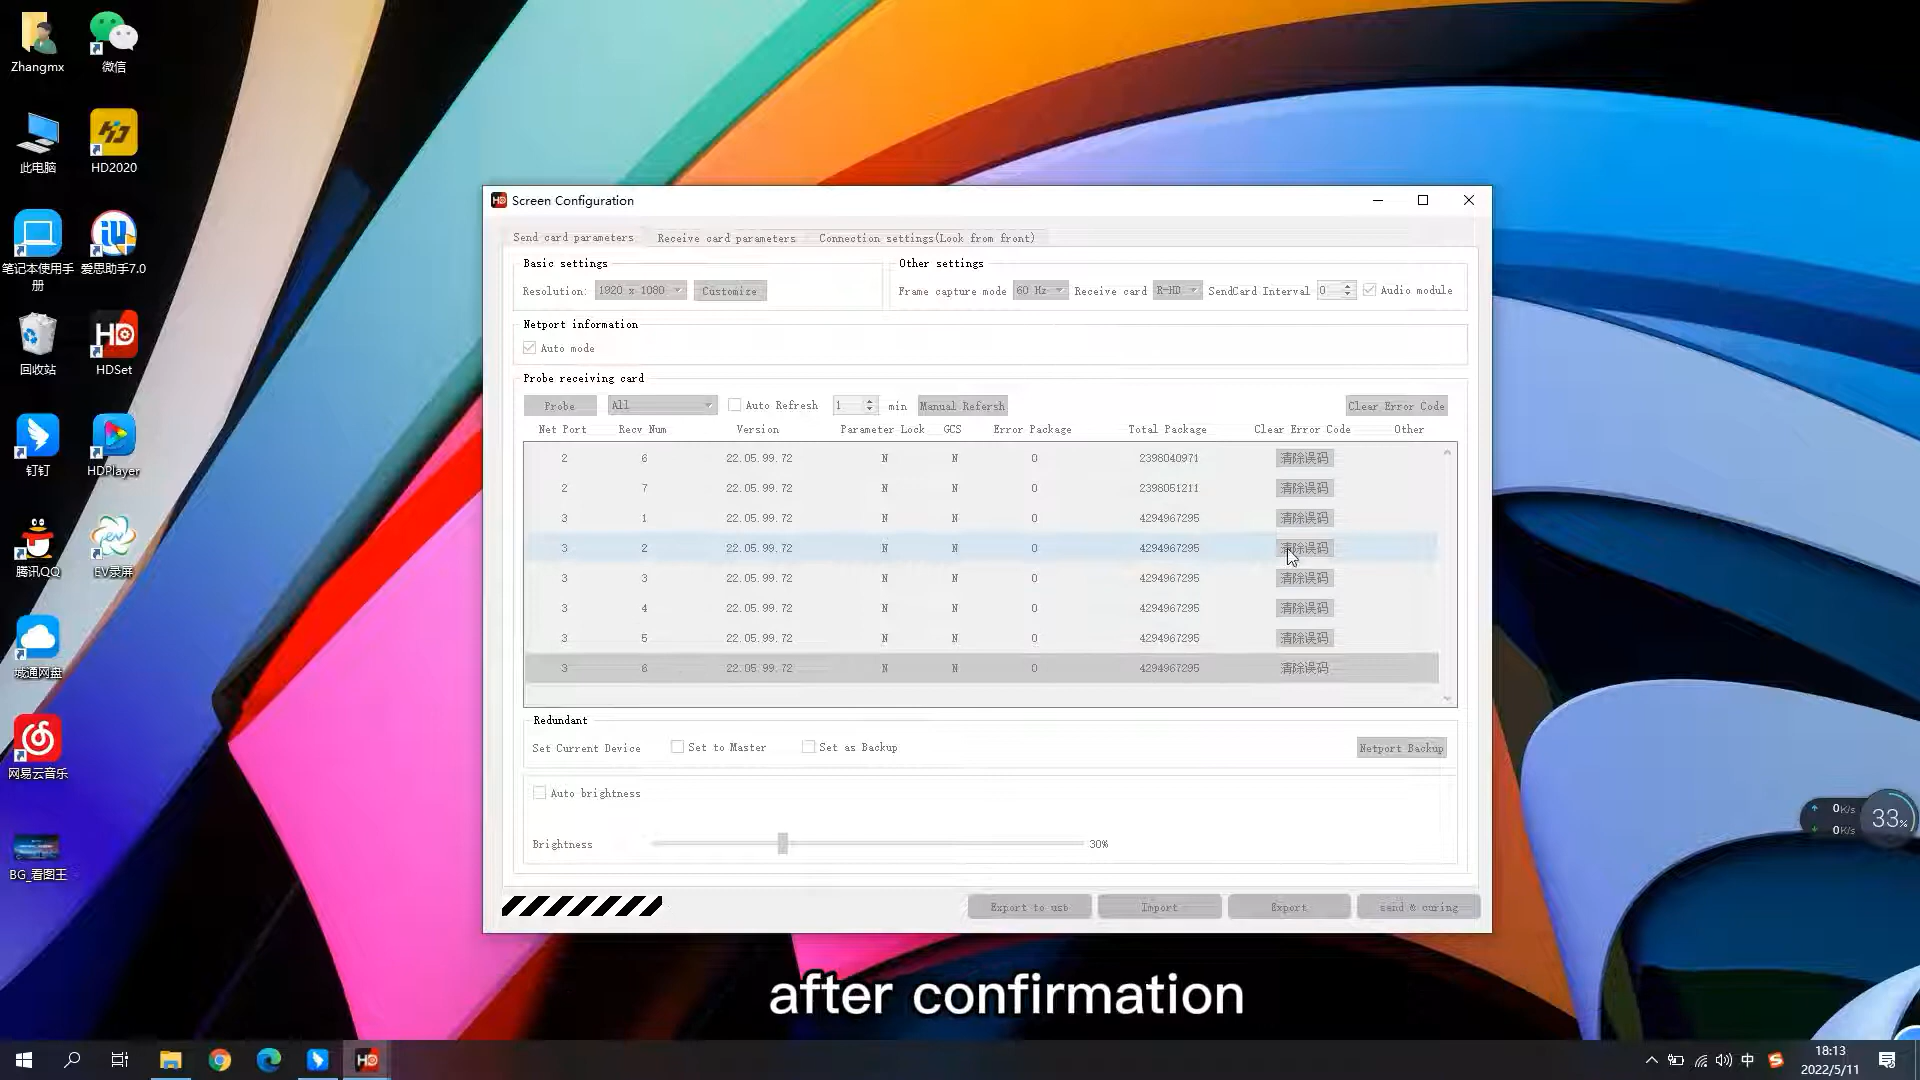 Zhangmx
微信
此电脑
HD2020
笔记本使用手册
爱思助手7.0
回收站
HDSet
钉钉
HDPlayer
腾讯QQ
EV录屏
城通网盘
网易云音乐
BG_看图王
Screen Configuration
Send card parameters
Receive card parameters
Connection settings(Look from front)
Basic settings
Resolution: 1920 x 1080 Customize
Other settings
Frame capture mode 60 Hz Receive card R-HD SendCard Interval 0 Audio module
Netport information
Auto mode
Probe receiving card
Probe All Auto Refresh 1 min Manual Refersh Clear Error Code
Net Port Recv Num Version Parameter Lock GCS Error Package Total Package Clear Error Code Other
2 6 22.05.99.72 N N 0 2398040971 清除误码
2 7 22.05.99.72 N N 0 2398051211 清除误码
3 1 22.05.99.72 N N 0 4294967295 清除误码
3 2 22.05.99.72 N N 0 4294967295 清除误码
3 3 22.05.99.72 N N 0 4294967295 清除误码
3 4 22.05.99.72 N N 0 4294967295 清除误码
3 5 22.05.99.72 N N 0 4294967295 清除误码
3 6 22.05.99.72 N N 0 4294967295 清除误码
Redundant
Set Current Device Set to Master Set as Backup Netport Backup
Auto brightness
Brightness 30%
Export to usb Import Export send & curing
0K/s
0K/s
33%
after confirmation
中
18:13
2022/5/11